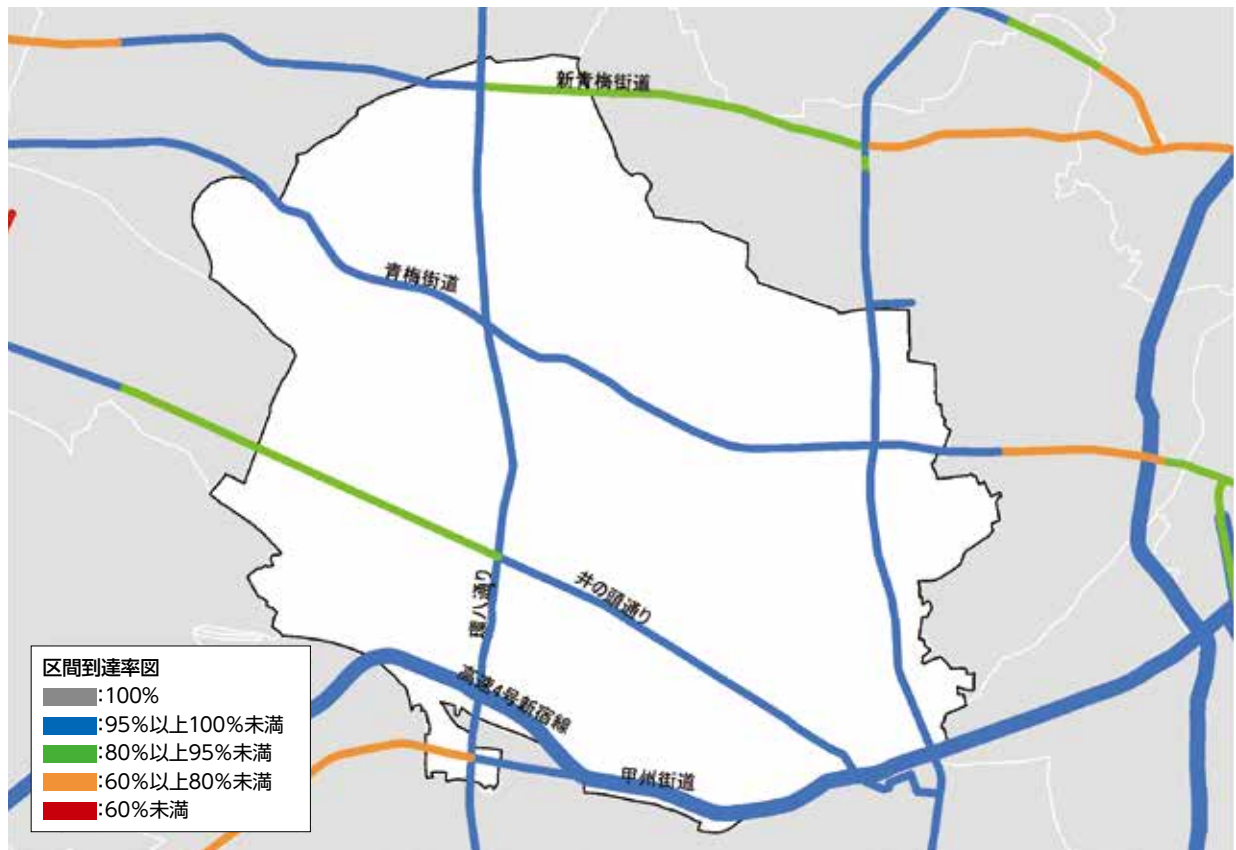 新青梅街道
青梅街道
井の頭通り
環八通り
高速4号新宿線
甲州街道
区間到達率図
:100%
:95%以上100%未満
:80%以上95%未満
:60%以上80%未満
:60%未満